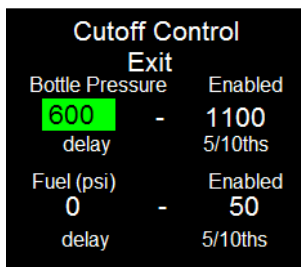 Cutoff Control
Exit
Bottle Pressure Enabled
600 - 1100
delay 5/10ths
Fuel (psi) Enabled
0 - 50
delay 5/10ths